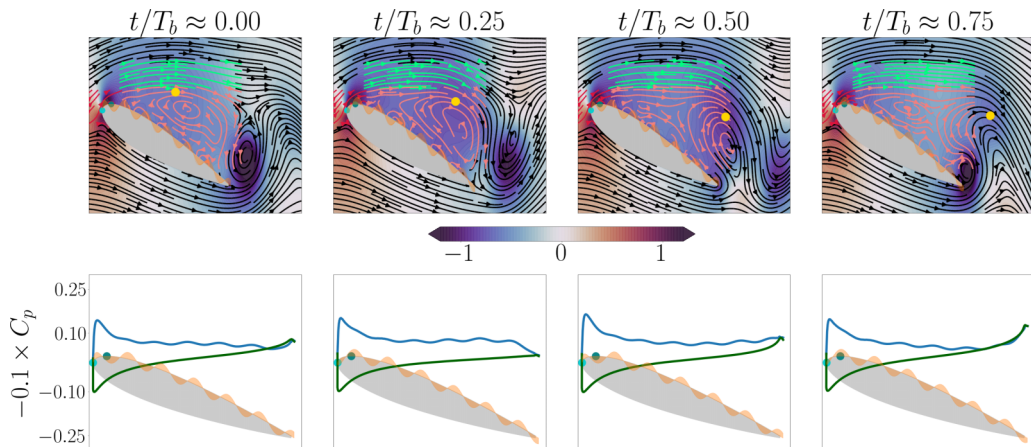 t/T_b ≈ 0.00
t/T_b ≈ 0.25
t/T_b ≈ 0.50
t/T_b ≈ 0.75
−1
0
1
−0.1 × C_p
0.25
0.10
−0.10
−0.25